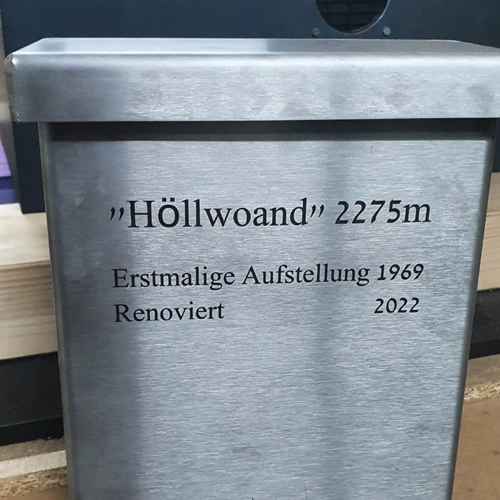 "Höllwoand" 2275m
Erstmalige Aufstellung 1969
Renoviert 2022